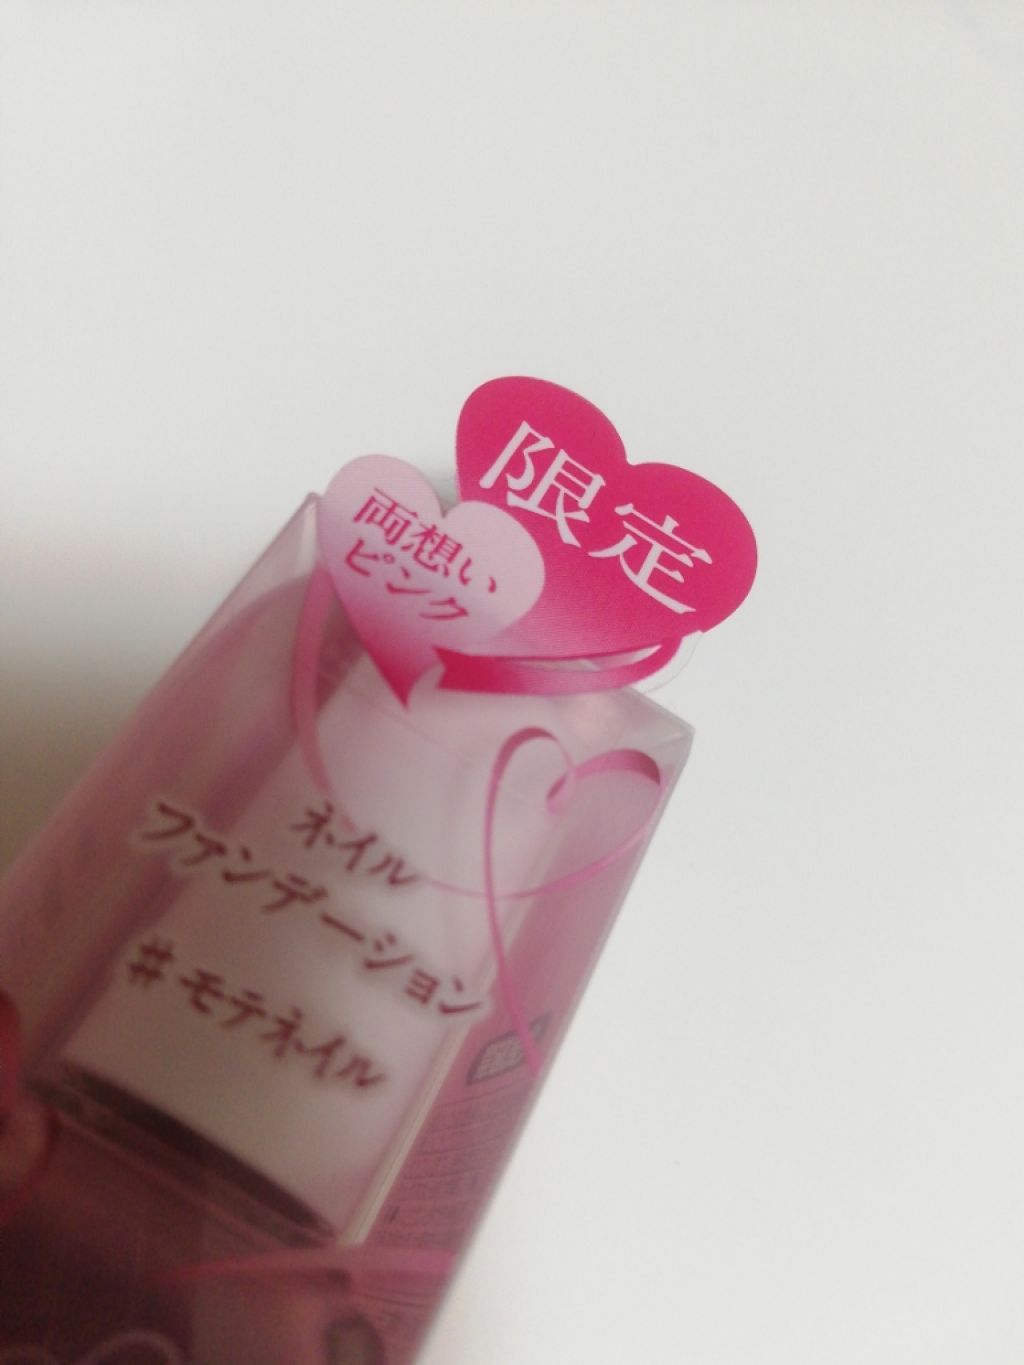 限定
両想い
ピンク
ネイル
ファンデーション
#モテネイル